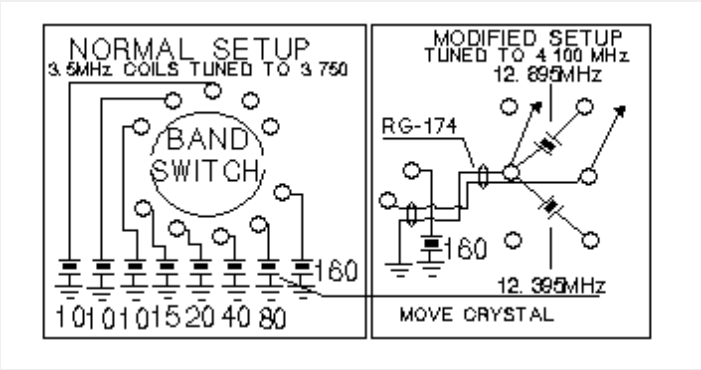 NORMAL SETUP
3.5MHz COILS TUNED TO 3 750
BAND
SWITCH
160
10 10 10 15 20 40 80
MODIFIED SETUP
TUNED TO 4 100 MHz
12. 895MHz
RG-174
160
12. 395MHz
MOVE CRYSTAL